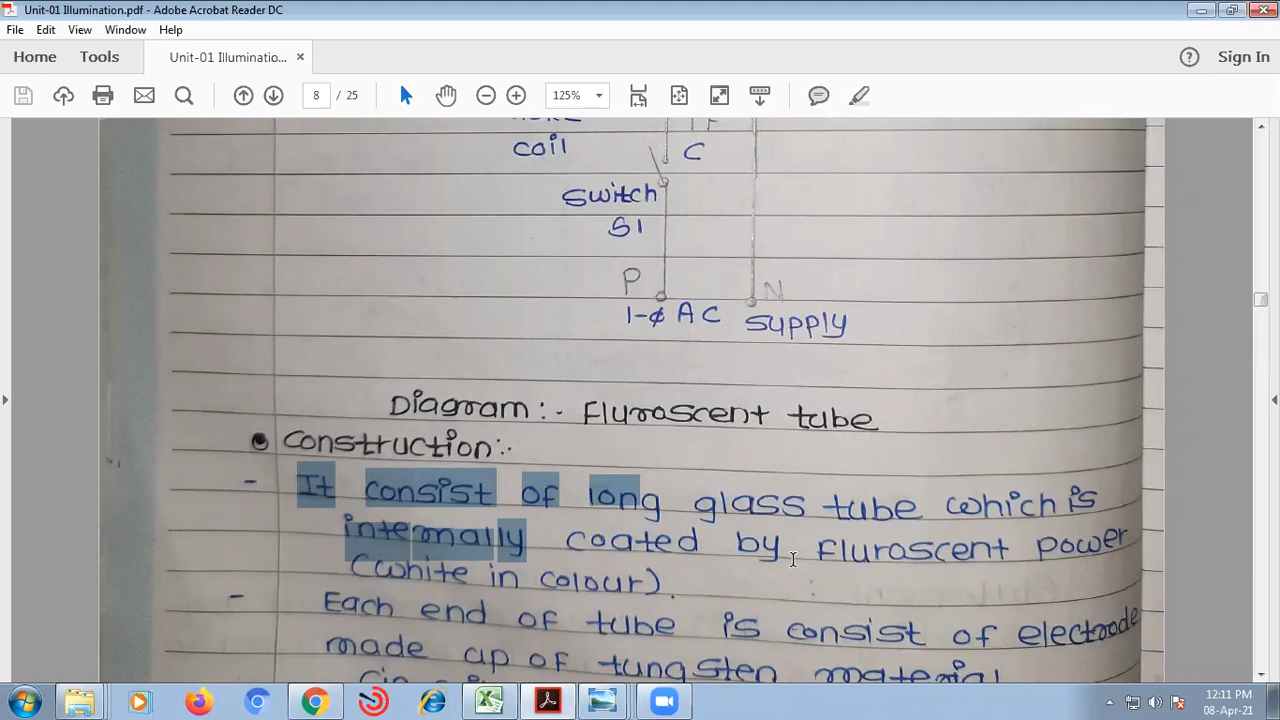 Unit-01 Illumination.pdf - Adobe Acrobat Reader DC
File Edit View Window Help
Home Tools Unit-01 Illuminatio... × Sign In
8 / 25 125%
coil
C
switch
S1
P N
1-φ AC supply
Diagram:- Fluroscent tube
Construction:-
- It consist of long glass tube which is
internally coated by fluroscent power
(white in colour).
- Each end of tube is consist of electrode
made up of tungsten material
12:11 PM
08-Apr-21